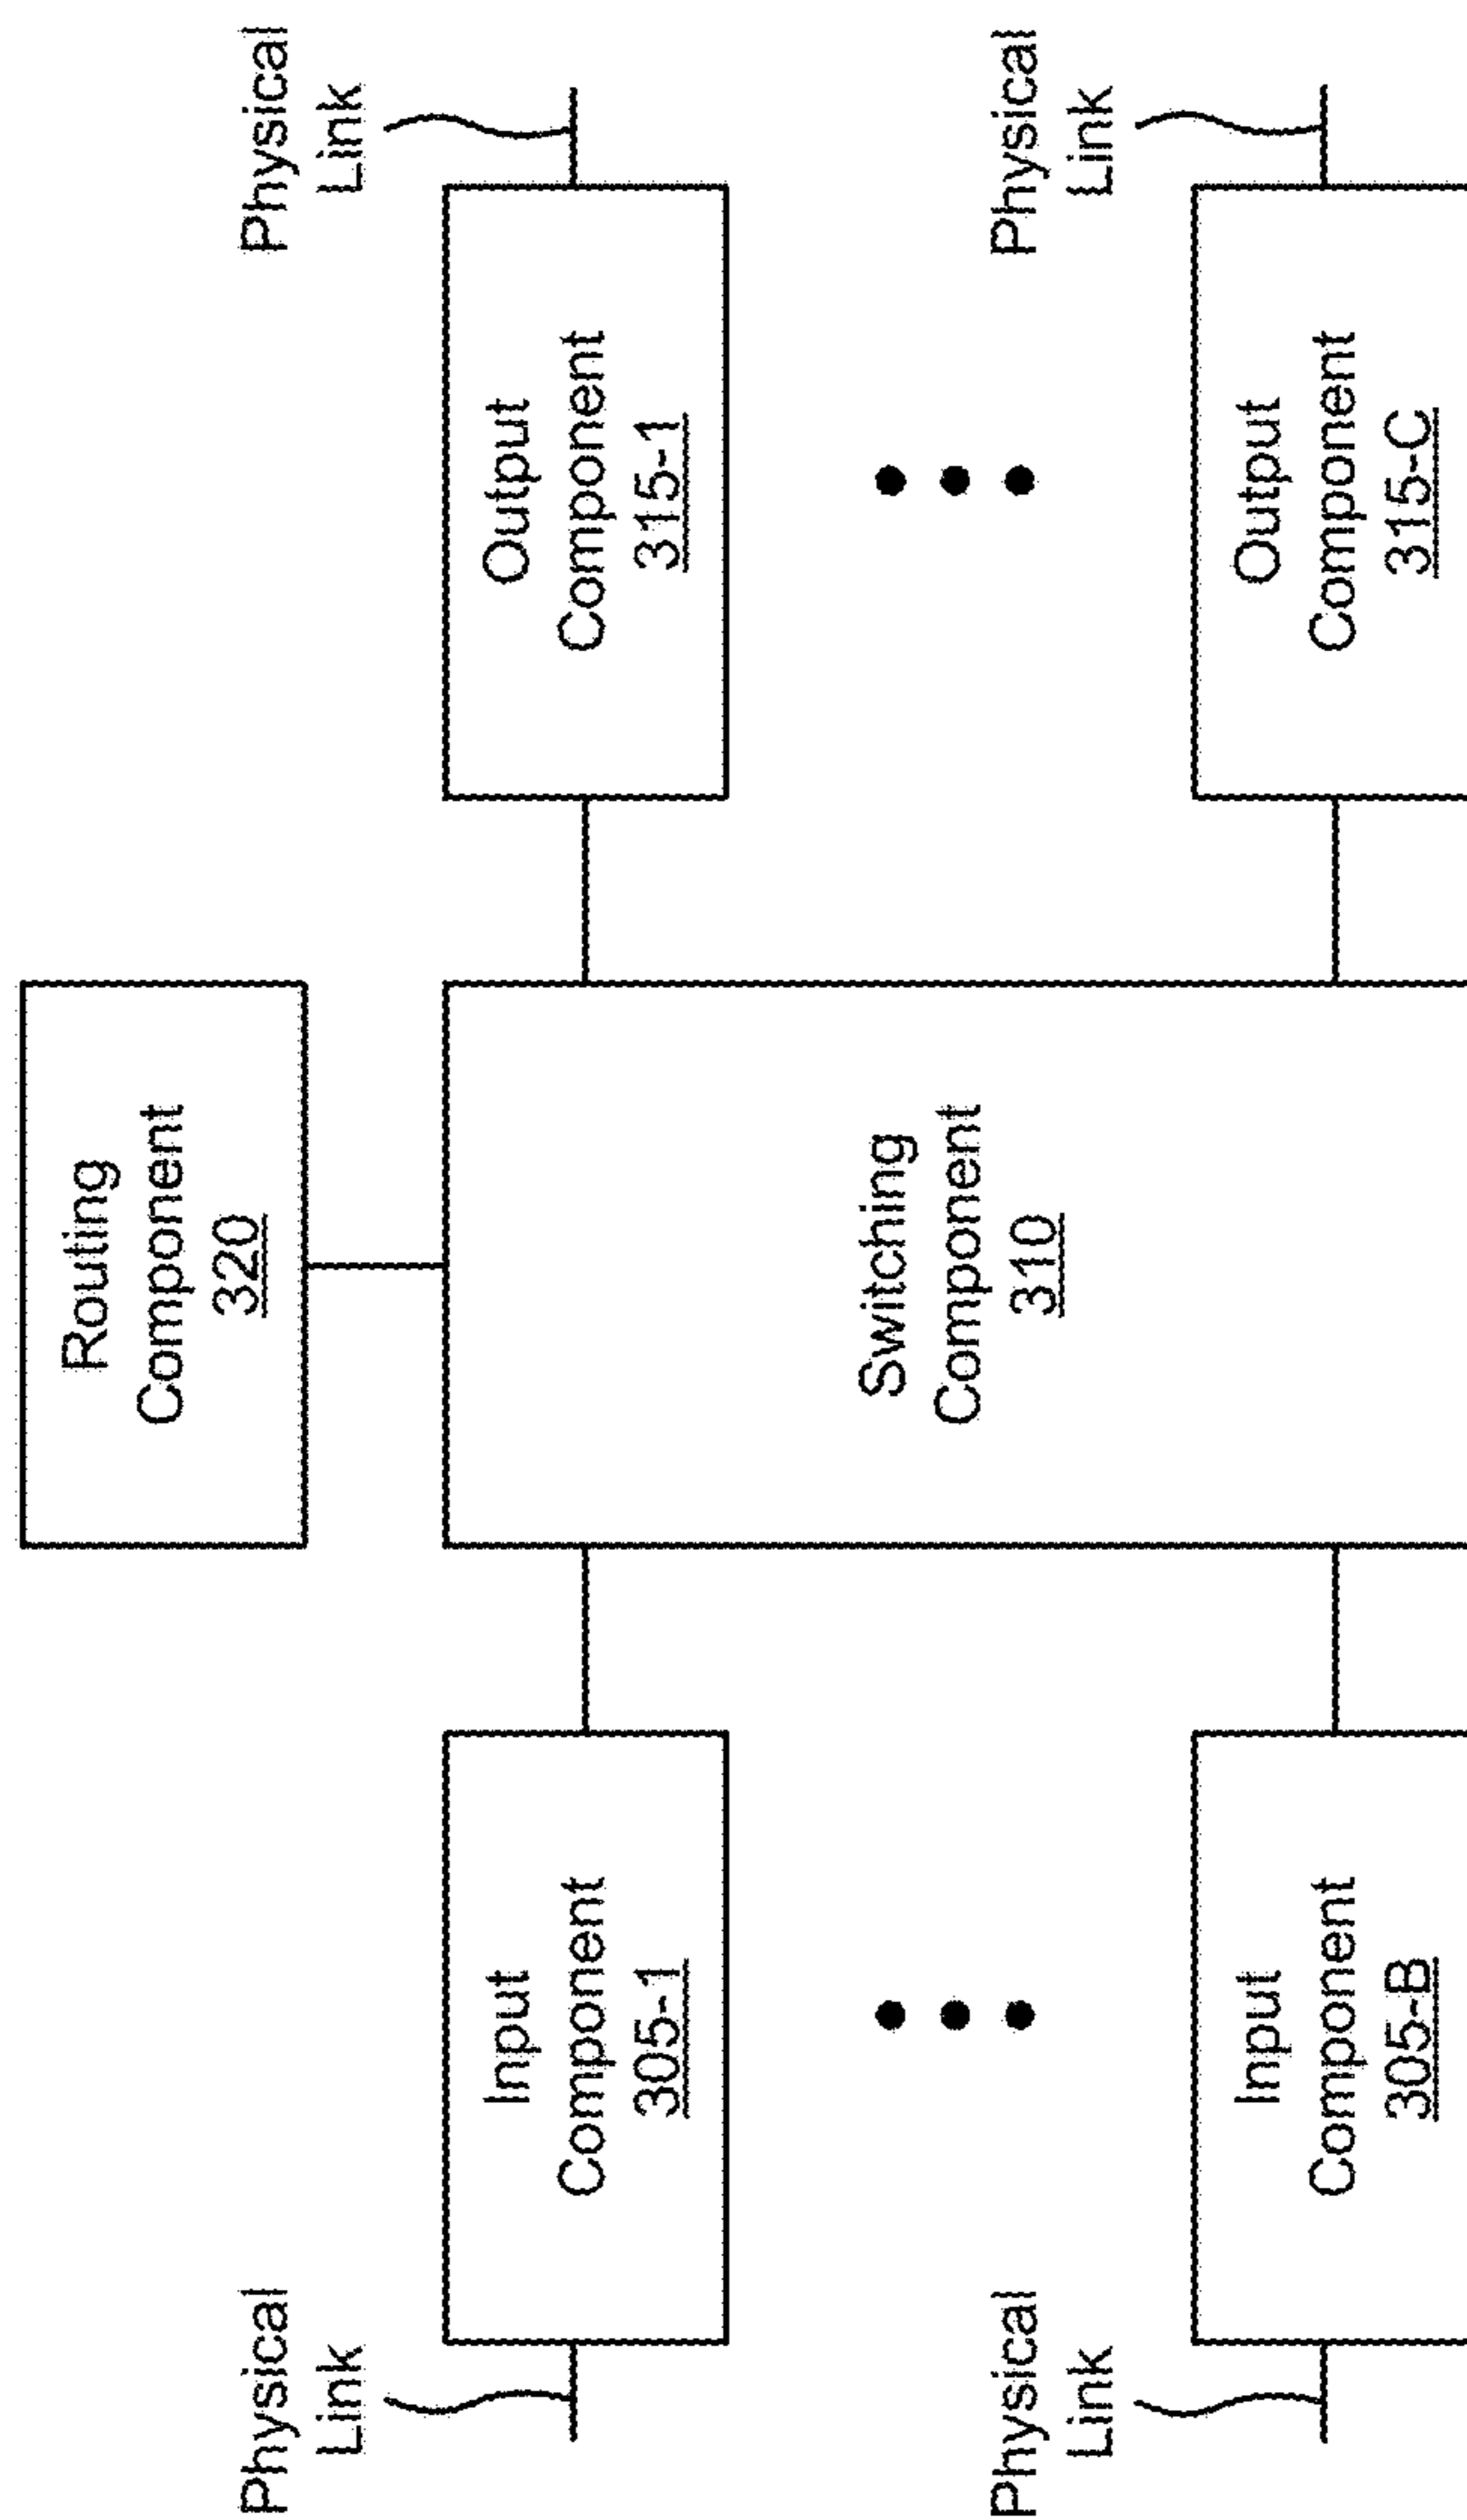 Routing
Component
320
Physical
Link
Input
Component
305-1
Switching
Component
310
Output
Component
315-1
Physical
Link
Physical
Link
Input
Component
305-B
Output
Component
315-C
Physical
Link